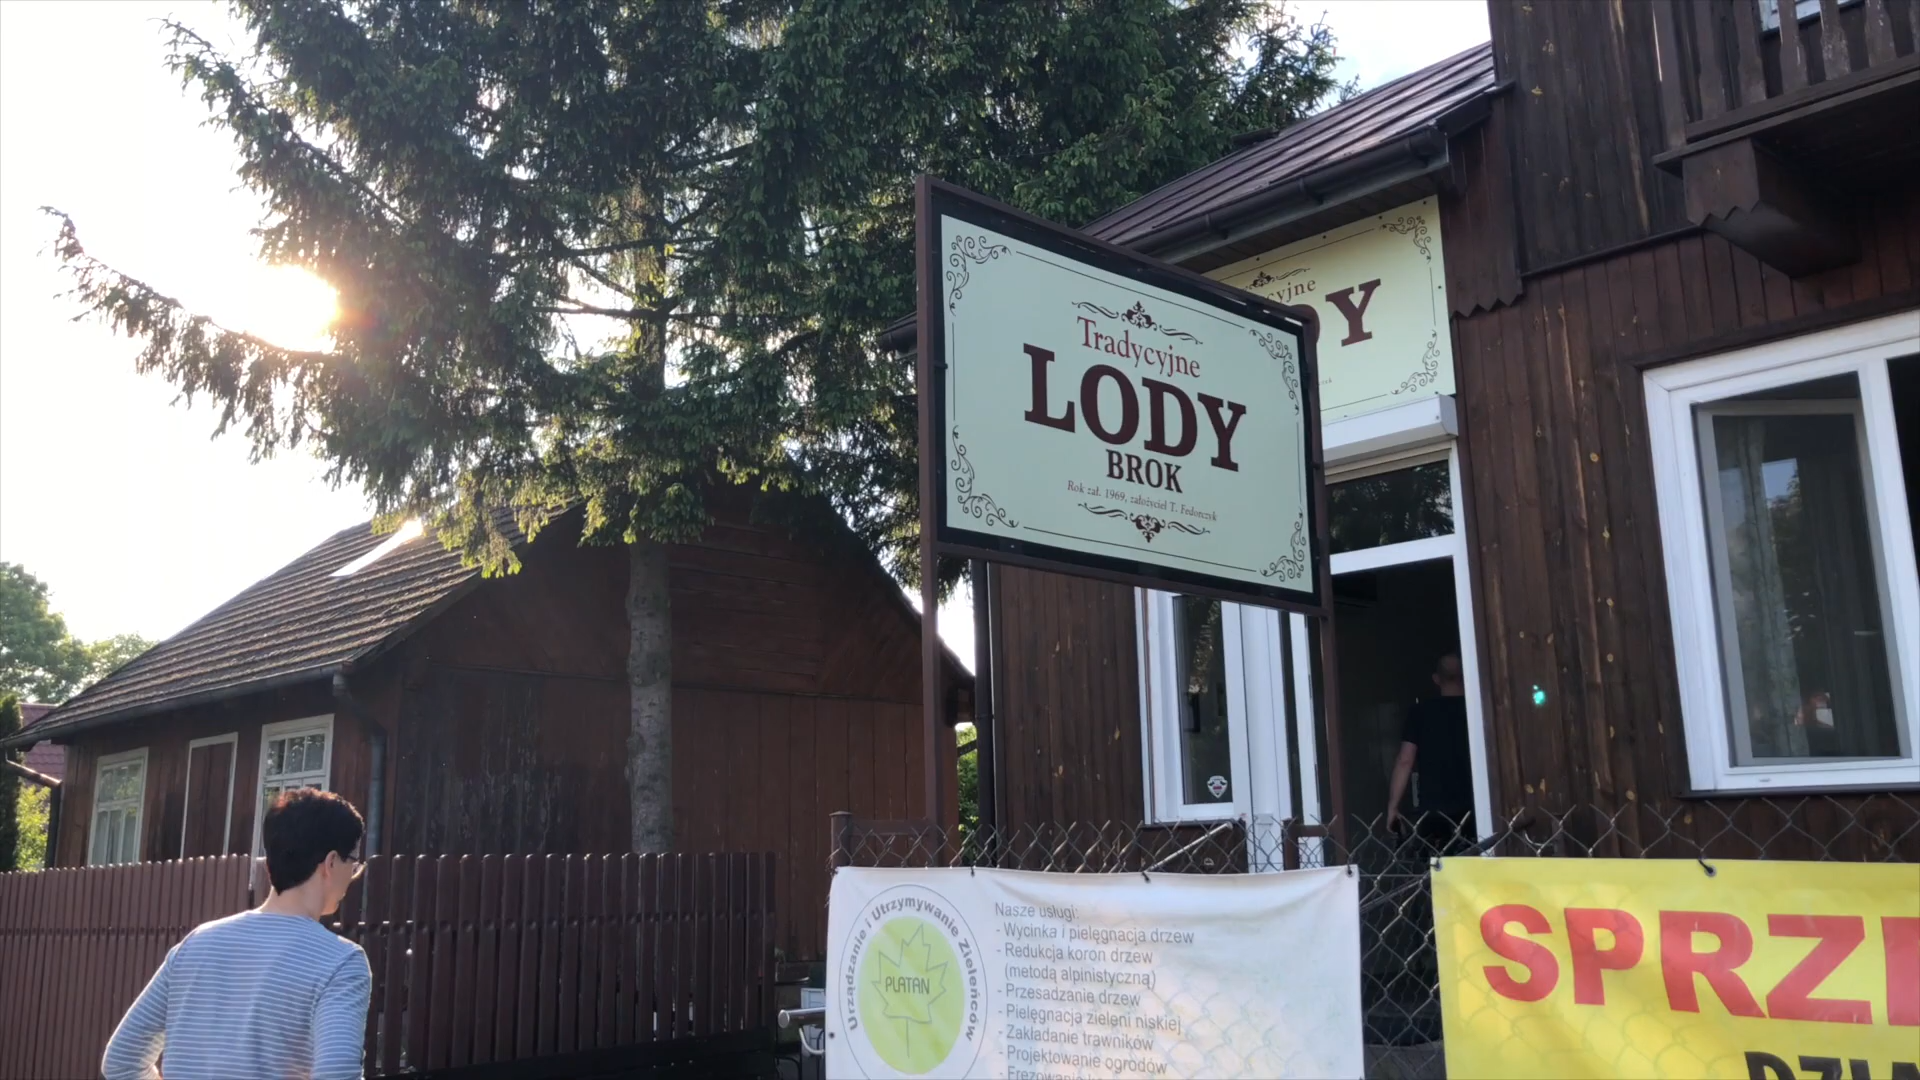 Tradycyjne
LODY
BROK
Rok zał. 1969, założyciel T. Fedorczyk
Urządzanie i Utrzymywanie Zieleńców
PLATAN
Nasze usługi:
- Wycinka i pielęgnacja drzew
- Redukcja koron drzew
(metodą alpinistyczną)
- Przesadzanie drzew
- Pielęgnacja zieleni niskiej
- Zakładanie trawników
- Projektowanie ogrodów